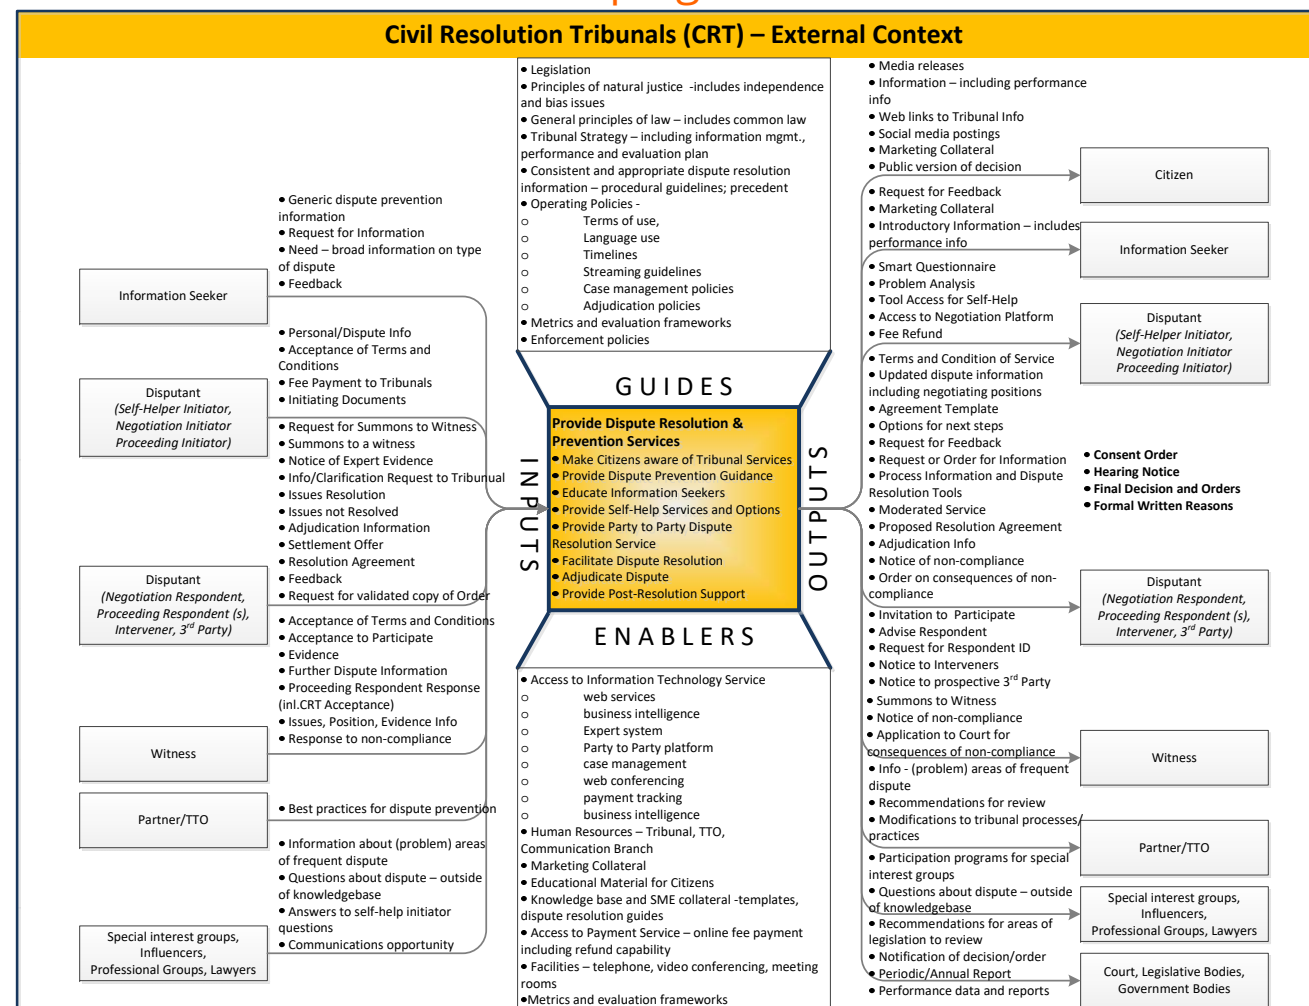 Civil Resolution Tribunals (CRT) – External Context
• Legislation
• Principles of natural justice -includes independence
and bias issues
• General principles of law – includes common law
• Tribunal Strategy – including information mgmt.,
performance and evaluation plan
• Consistent and appropriate dispute resolution
information – procedural guidelines; precedent
• Operating Policies -
o Terms of use,
o Language use
o Timelines
o Streaming guidelines
o Case management policies
o Adjudication policies
• Metrics and evaluation frameworks
• Enforcement policies
GUIDES
Information Seeker
Disputant
(Self-Helper Initiator,
Negotiation Initiator
Proceeding Initiator)
Disputant
(Negotiation Respondent,
Proceeding Respondent (s),
Intervener, 3rd Party)
Witness
Partner/TTO
Special interest groups,
Influencers,
Professional Groups, Lawyers
• Generic dispute prevention
information
• Request for Information
• Need – broad information on type
of dispute
• Feedback
• Personal/Dispute Info
• Acceptance of Terms and
Conditions
• Fee Payment to Tribunals
• Initiating Documents
• Request for Summons to Witness
• Summons to a witness
• Notice of Expert Evidence
• Info/Clarification Request to Tribunual
• Issues Resolution
• Issues not Resolved
• Adjudication Information
• Settlement Offer
• Resolution Agreement
• Feedback
• Request for validated copy of Order
• Acceptance of Terms and Conditions
• Acceptance to Participate
• Evidence
• Further Dispute Information
• Proceeding Respondent Response
(inl.CRT Acceptance)
• Issues, Position, Evidence Info
• Response to non-compliance
• Best practices for dispute prevention
• Information about (problem) areas
of frequent dispute
• Questions about dispute – outside
of knowledgebase
• Answers to self-help initiator
questions
• Communications opportunity
INPUTS
Provide Dispute Resolution &
Prevention Services
• Make Citizens aware of Tribunal Services
• Provide Dispute Prevention Guidance
• Educate Information Seekers
• Provide Self-Help Services and Options
• Provide Party to Party Dispute
Resolution Service
• Facilitate Dispute Resolution
• Adjudicate Dispute
• Provide Post-Resolution Support
OUTPUTS
ENABLERS
• Access to Information Technology Service
o web services
o business intelligence
o Expert system
o Party to Party platform
o case management
o web conferencing
o payment tracking
o business intelligence
• Human Resources – Tribunal, TTO,
Communication Branch
• Marketing Collateral
• Educational Material for Citizens
• Knowledge base and SME collateral -templates,
dispute resolution guides
• Access to Payment Service – online fee payment
including refund capability
• Facilities – telephone, video conferencing, meeting
rooms
•Metrics and evaluation frameworks
• Media releases
• Information – including performance
info
• Web links to Tribunal Info
• Social media postings
• Marketing Collateral
• Public version of decision
• Request for Feedback
• Marketing Collateral
• Introductory Information – includes
performance info
• Smart Questionnaire
• Problem Analysis
• Tool Access for Self-Help
• Access to Negotiation Platform
• Fee Refund
• Terms and Condition of Service
• Updated dispute information
including negotiating positions
• Agreement Template
• Options for next steps
• Request for Feedback
• Request or Order for Information
• Process Information and Dispute
Resolution Tools
• Moderated Service
• Proposed Resolution Agreement
• Adjudication Info
• Notice of non-compliance
• Order on consequences of non-
compliance
• Invitation to Participate
• Advise Respondent
• Request for Respondent ID
• Notice to Interveners
• Notice to prospective 3rd Party
• Summons to Witness
• Notice of non-compliance
• Application to Court for
consequences of non-compliance
• Info - (problem) areas of frequent
dispute
• Recommendations for review
• Modifications to tribunal processes/
practices
• Participation programs for special
interest groups
• Questions about dispute – outside
of knowledgebase
• Recommendations for areas of
legislation to review
• Notification of decision/order
• Periodic/Annual Report
• Performance data and reports
• Consent Order
• Hearing Notice
• Final Decision and Orders
• Formal Written Reasons
Citizen
Information Seeker
Disputant
(Self-Helper Initiator,
Negotiation Initiator
Proceeding Initiator)
Disputant
(Negotiation Respondent,
Proceeding Respondent (s),
Intervener, 3rd Party)
Witness
Partner/TTO
Special interest groups,
Influencers,
Professional Groups, Lawyers
Court, Legislative Bodies,
Government Bodies